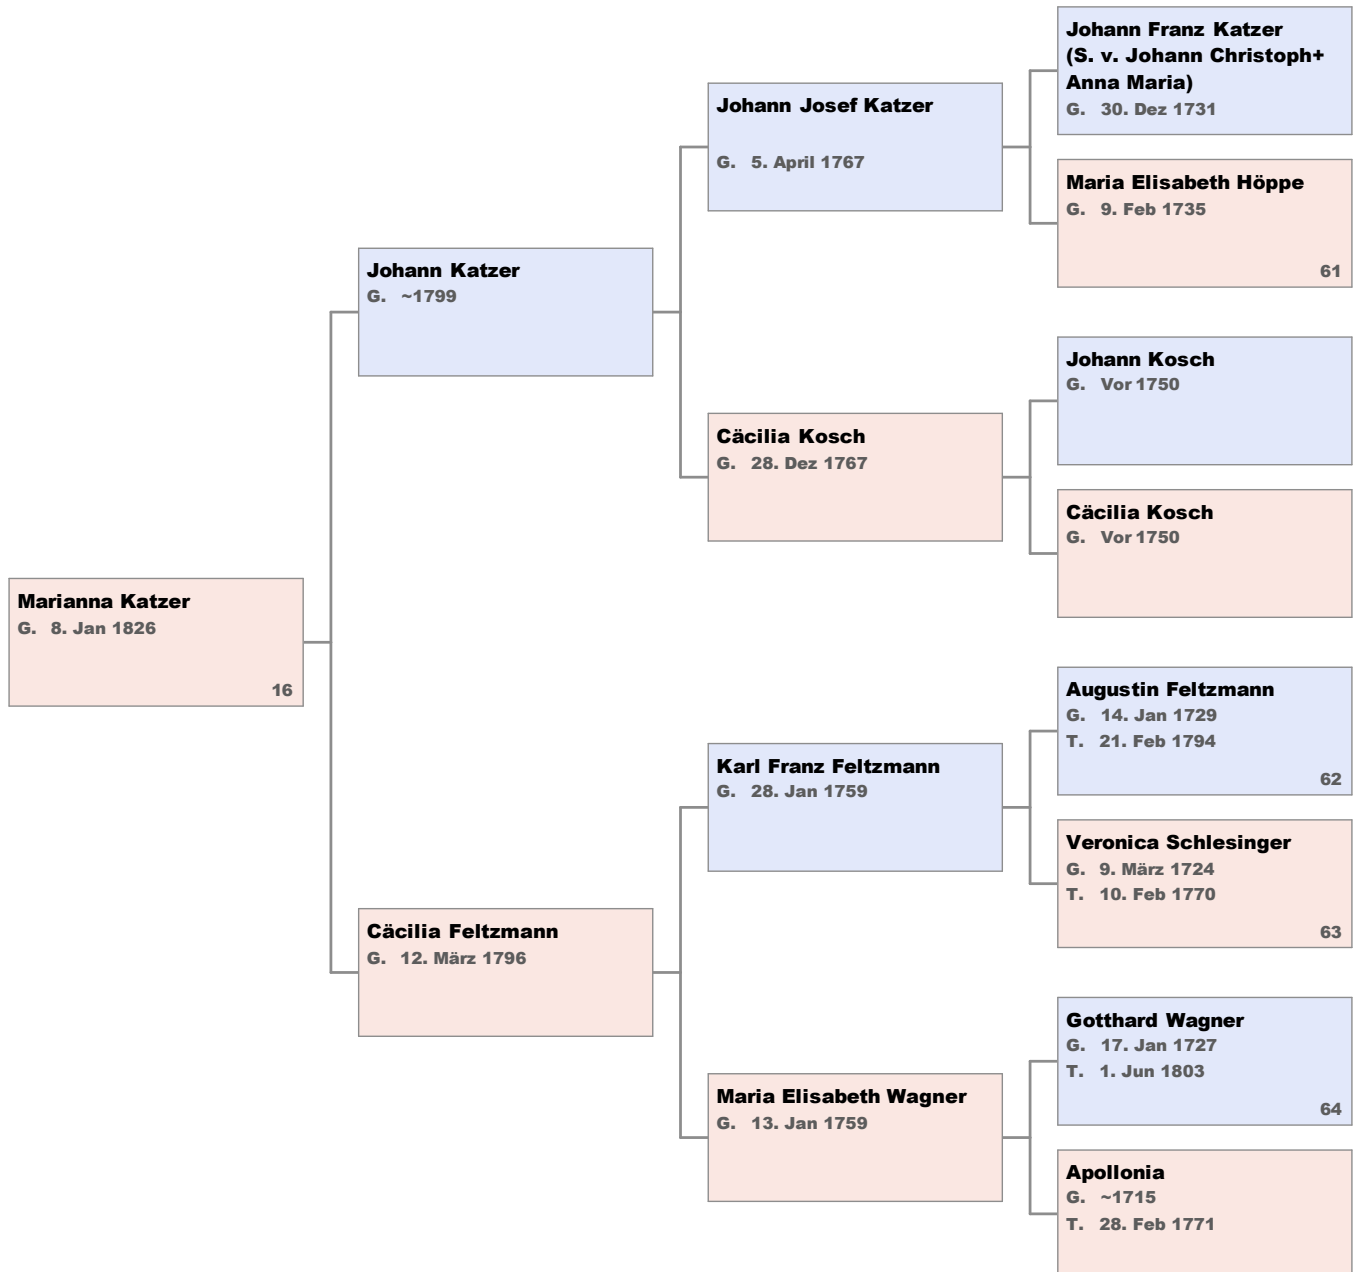 Marianna Katzer
G. 8. Jan 1826
16
Johann Katzer
G. ~1799
Cäcilia Feltzmann
G. 12. März 1796
Johann Josef Katzer
G. 5. April 1767
Cäcilia Kosch
G. 28. Dez 1767
Karl Franz Feltzmann
G. 28. Jan 1759
Maria Elisabeth Wagner
G. 13. Jan 1759
Johann Franz Katzer
(S. v. Johann Christoph+
Anna Maria)
G. 30. Dez 1731
Maria Elisabeth Höppe
G. 9. Feb 1735
61
Johann Kosch
G. Vor 1750
Cäcilia Kosch
G. Vor 1750
Augustin Feltzmann
G. 14. Jan 1729
T. 21. Feb 1794
62
Veronica Schlesinger
G. 9. März 1724
T. 10. Feb 1770
63
Gotthard Wagner
G. 17. Jan 1727
T. 1. Jun 1803
64
Apollonia
G. ~1715
T. 28. Feb 1771